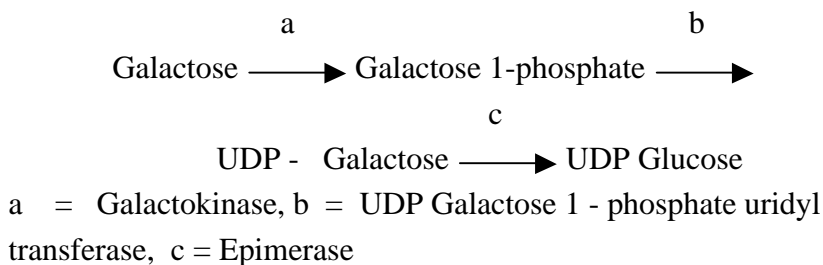 a b
Galactose Galactose 1-phosphate
c
UDP - Galactose UDP Glucose
a = Galactokinase, b = UDP Galactose 1 - phosphate uridyl
transferase, c = Epimerase